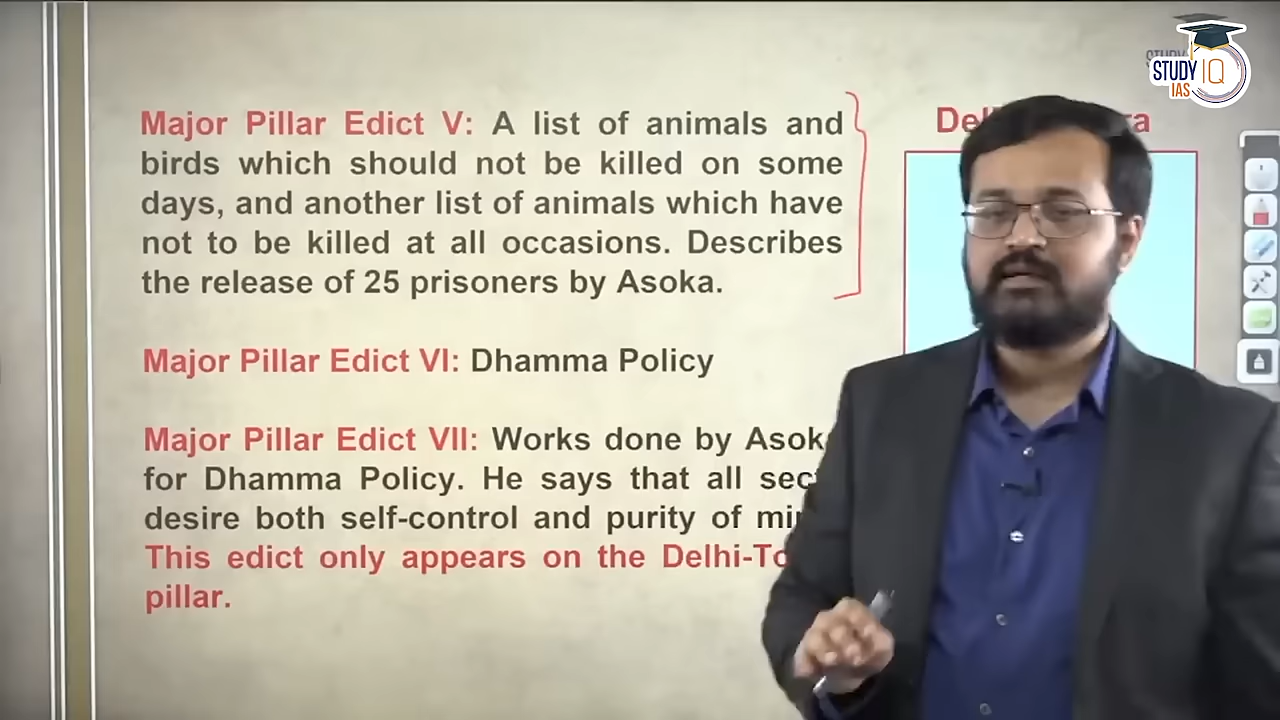 STUDY IQ
IAS
Major Pillar Edict V: A list of animals and
birds which should not be killed on some
days, and another list of animals which have
not to be killed at all occasions. Describes
the release of 25 prisoners by Asoka.
Major Pillar Edict VI: Dhamma Policy
Major Pillar Edict VII: Works done by
for Dhamma Policy. He says that all
desire both self-control and purity of
This edict only appears on the
pillar.